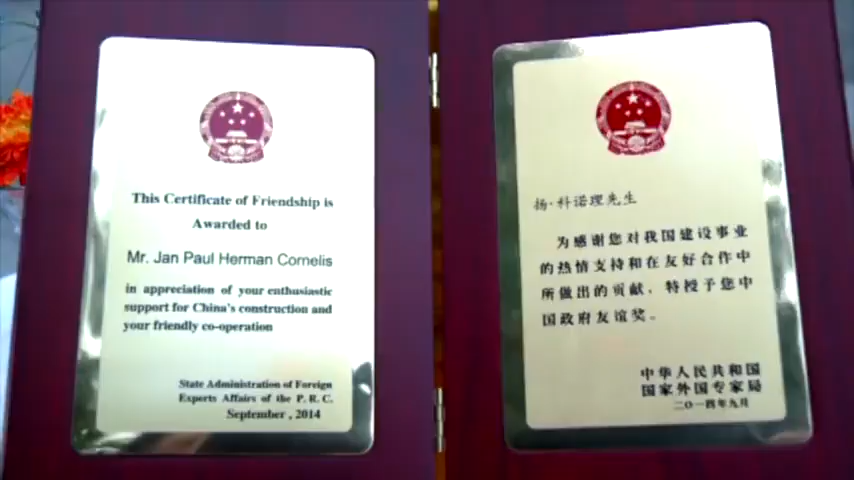 This Certificate of Friendship is
Awarded to
Mr. Jan Paul Herman Cornelis
in appreciation of your enthusiastic
support for China's construction and
your friendly co-operation
State Administration of Foreign
Experts Affairs of the P. R. C.
September , 2014
扬·科诺理先生
为感谢您对我国建设事业
的热情支持和在友好合作中
所做出的贡献，特授予您中
国政府友谊奖。
中华人民共和国
国家外国专家局
二〇一四年九月